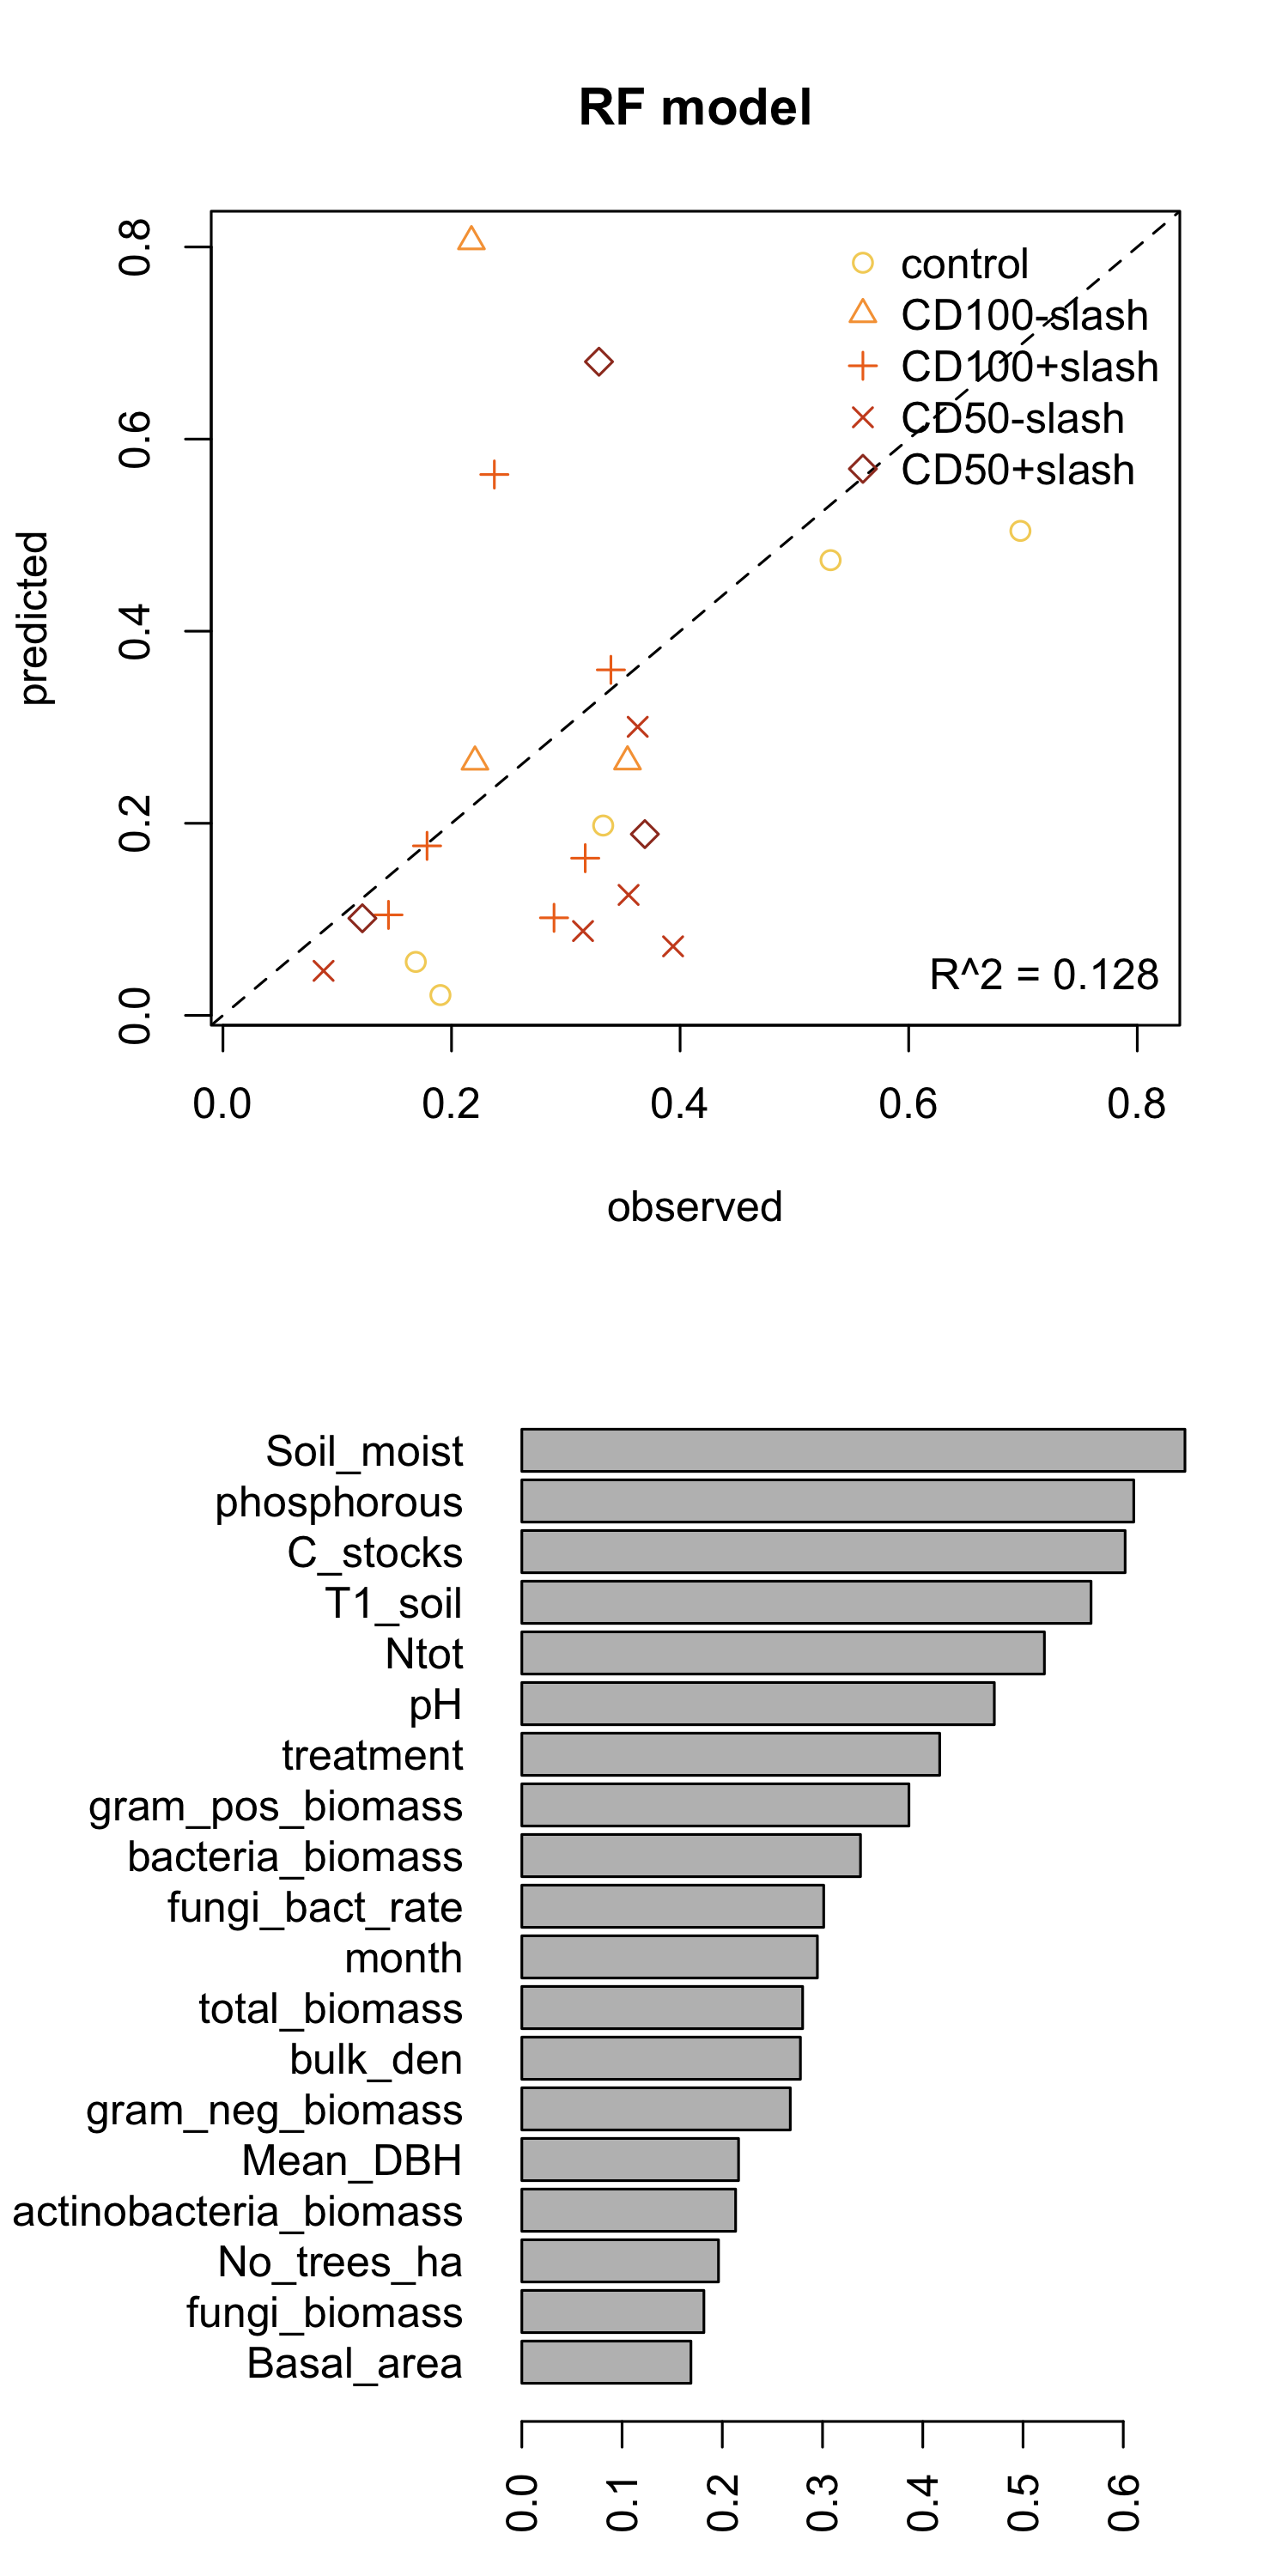 RF model
predicted
0.8
0.6
0.4
0.2
0.0
control
CD100-slash
CD100+slash
CD50-slash
CD50+slash
R^2 = 0.128
0.0 0.2 0.4 0.6 0.8
observed
Soil_moist
phosphorous
C_stocks
T1_soil
Ntot
pH
treatment
gram_pos_biomass
bacteria_biomass
fungi_bact_rate
month
total_biomass
bulk_den
gram_neg_biomass
Mean_DBH
actinobacteria_biomass
No_trees_ha
fungi_biomass
Basal_area
0.0 0.1 0.2 0.3 0.4 0.5 0.6